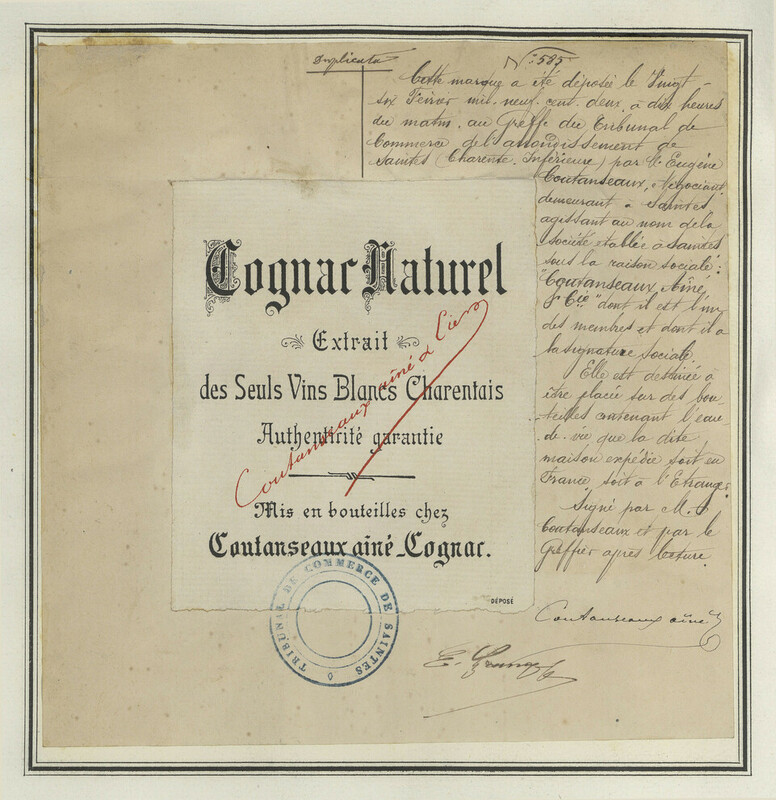 Duplicata
N° 585
Cette marque a été déposée le Vingt-
six Février mil neuf cent deux à dix heures
du matin au Greffe du Tribunal de
Commerce de l'arrondissement de
Saintes (Charente Inférieure) par M. Eugène
Coutanseaux, Négociant
demeurant à Saintes,
agissant au nom de la
société établie à Saintes
sous la raison sociale:
"Coutanseaux Aîné
& Cie" dont il est l'un
des membres et dont il a
la signature sociale.
Elle est destinée à
être placée sur des bou-
teilles contenant l'eau-
de-vie que la dite
maison expédie soit en
France soit à l'Etranger.
Signé par M.
Coutanseaux et par le
Greffier après lecture.
Cognac Naturel
Extrait
des Seuls Vins Blancs Charentais
Authenticité garantie
Coutanseaux aîné & Cie
Mis en bouteilles chez
Coutanseaux aîné_Cognac.
DÉPOSÉ
TRIBUNAL DE COMMERCE DE SAINTES
Coutanseaux aîné
E.